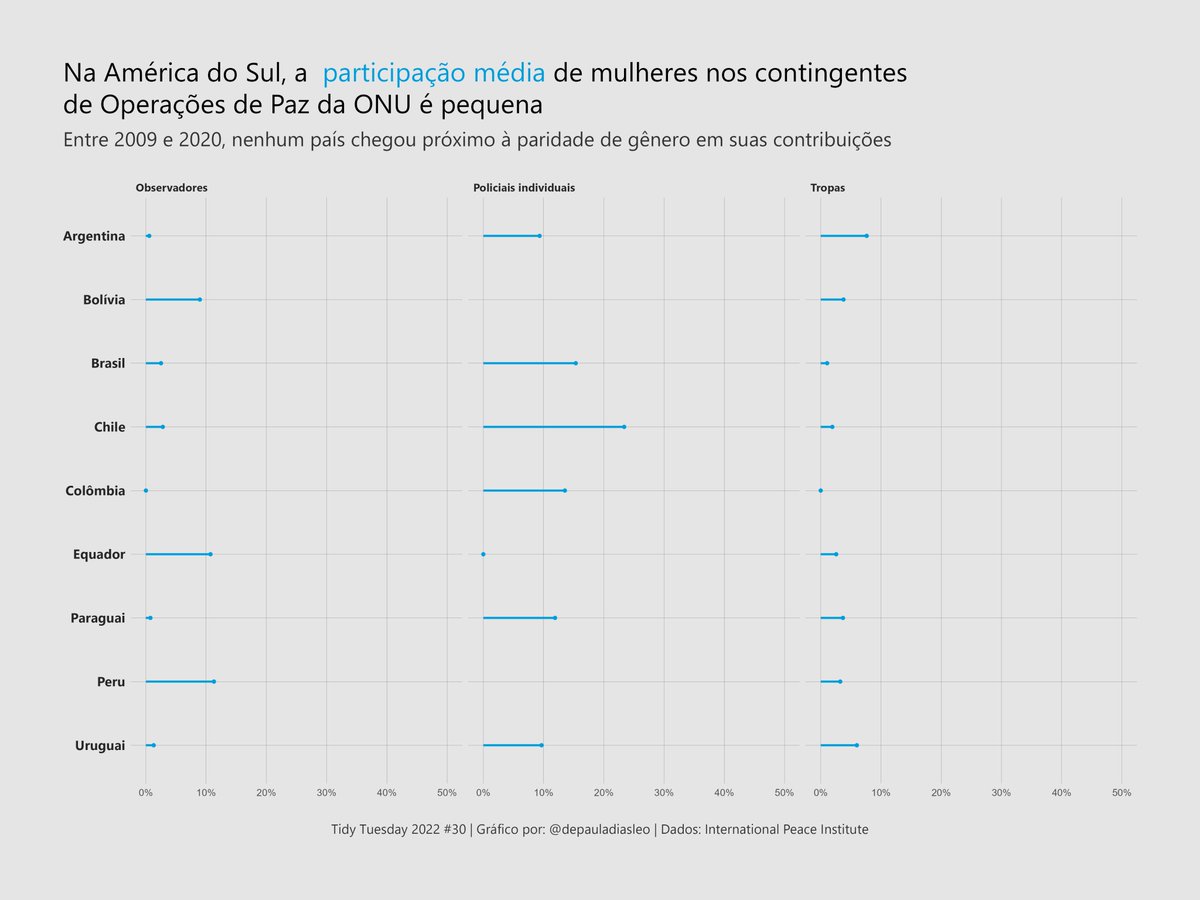 Na América do Sul, a participação média de mulheres nos contingentes
de Operações de Paz da ONU é pequena
Entre 2009 e 2020, nenhum país chegou próximo à paridade de gênero em suas contribuições
Observadores Policiais individuais Tropas
Argentina
Bolívia
Brasil
Chile
Colômbia
Equador
Paraguai
Peru
Uruguai
0% 10% 20% 30% 40% 50% 0% 10% 20% 30% 40% 50% 0% 10% 20% 30% 40% 50%
Tidy Tuesday 2022 #30 | Gráfico por: @depauladiasleo | Dados: International Peace Institute